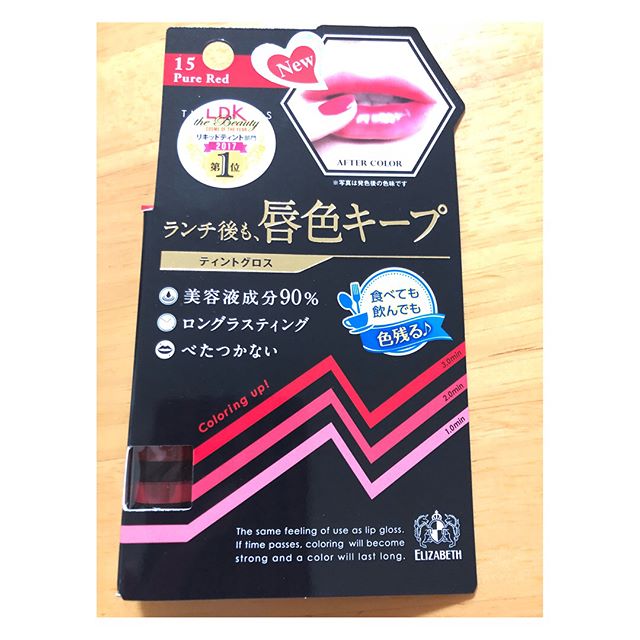 15
Pure Red
New
LDK
the Beauty
COSME OF THE YEAR
リキッドティント部門
2017
第1位
AFTER COLOR
※写真は発色後の色味です
ランチ後も、唇色キープ
ティントグロス
美容液成分90%
ロングラスティング
べたつかない
食べても
飲んでも
色残る♪
Coloring up!
3.0min
2.0min
1.0min
The same feeling of use as lip gloss.
If time passes, coloring will become
strong and a color will last long.
ELIZABETH